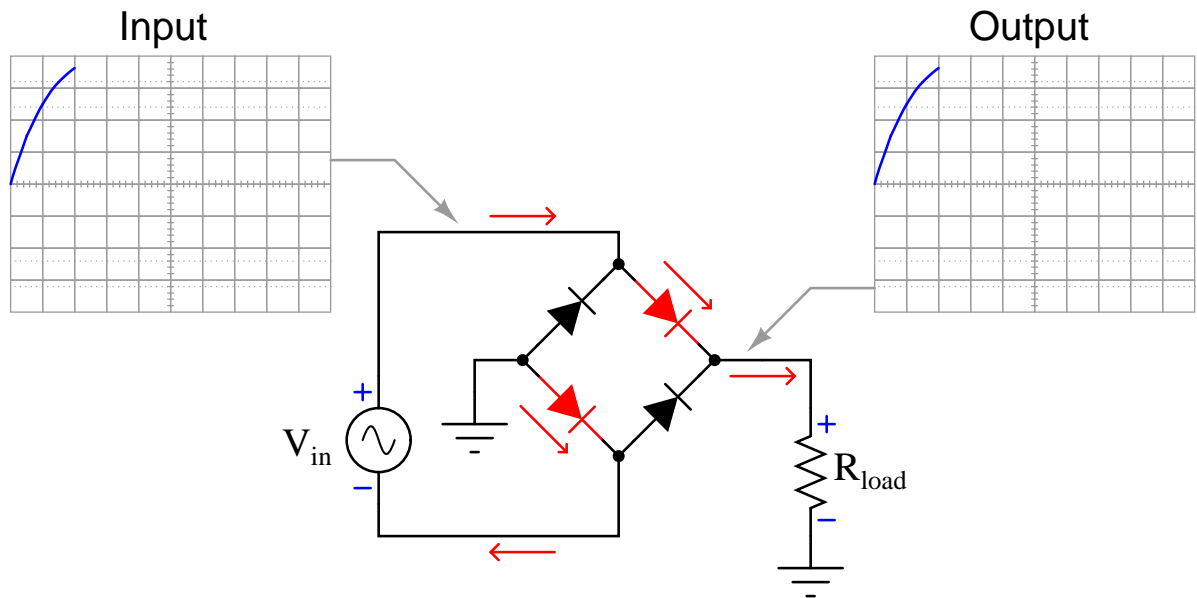 Input
Output
+
V_in
−
+
R_load
−